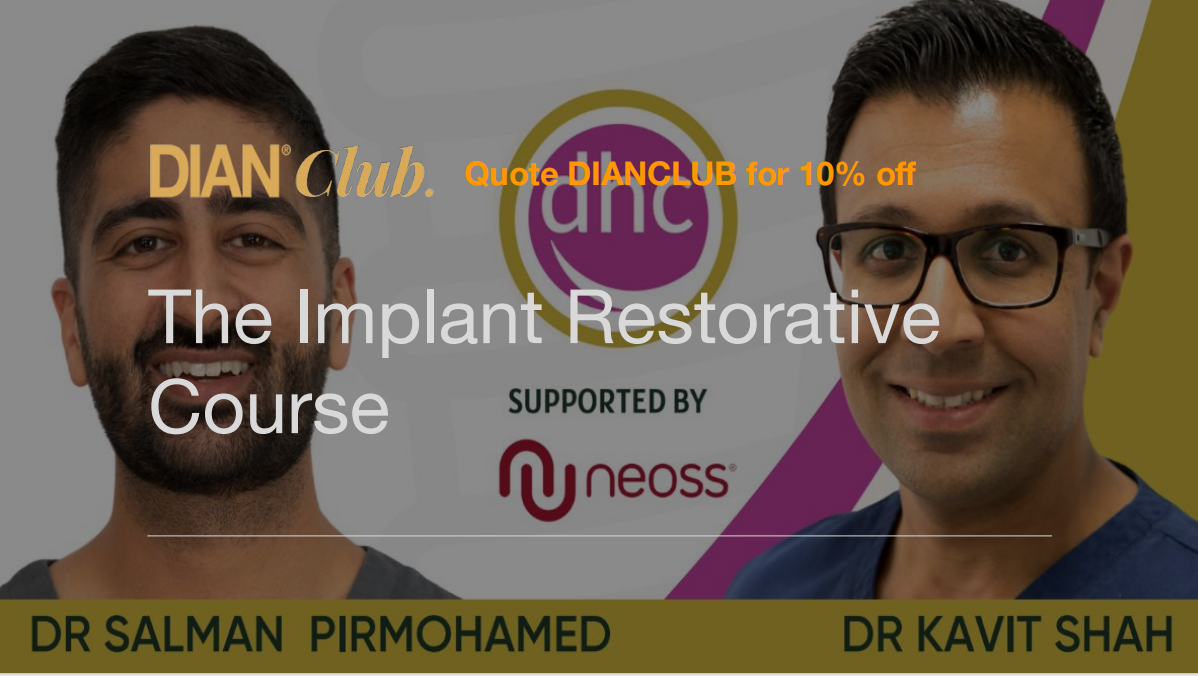 DIAN® Club.
Quote DIANCLUB for 10% off
dhc
The Implant Restorative
Course
SUPPORTED BY
neoss®
DR SALMAN PIRMOHAMED
DR KAVIT SHAH